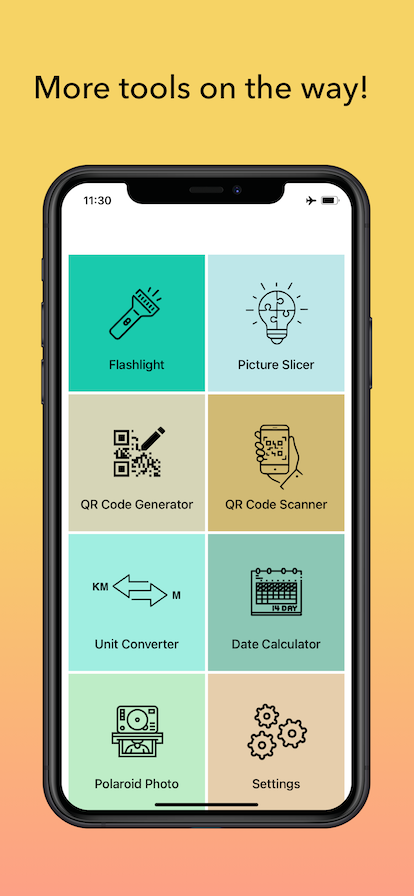 More tools on the way!
11:30
Flashlight
Picture Slicer
QR Code Generator
QR Code Scanner
KM
M
Unit Converter
14 DAY
Date Calculator
Polaroid Photo
Settings